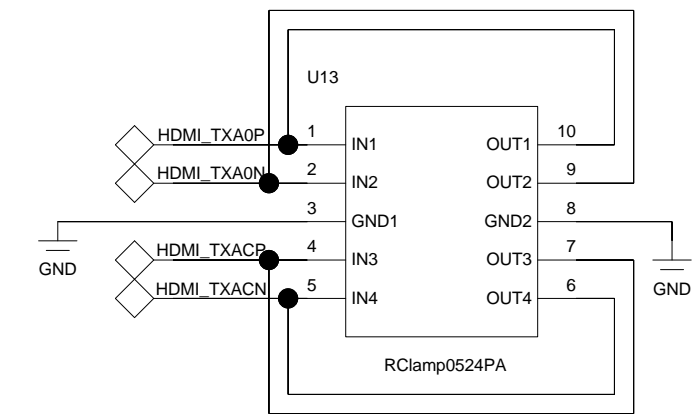 U13
HDMI_TXA0P 1 IN1 OUT1 10
HDMI_TXA0N 2 IN2 OUT2 9
3 GND1 GND2 8
GND HDMI_TXACP 4 IN3 OUT3 7
HDMI_TXACN 5 IN4 OUT4 6 GND
RClamp0524PA